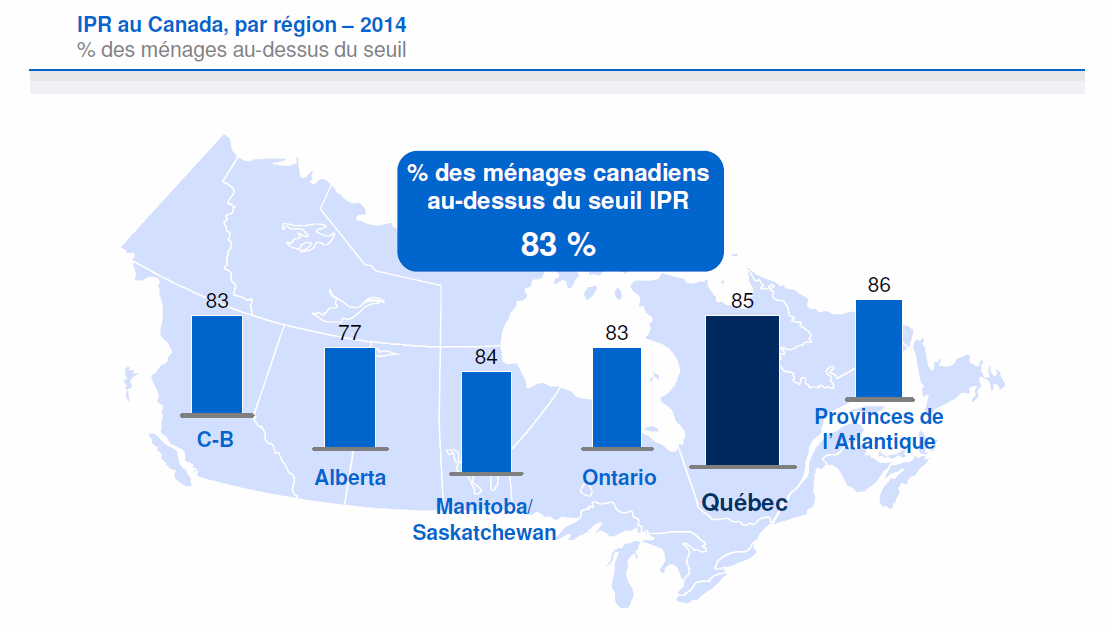 IPR au Canada, par région – 2014
% des ménages au-dessus du seuil
% des ménages canadiens
au-dessus du seuil IPR
83 %
83
C-B
77
Alberta
84
Manitoba/
Saskatchewan
83
Ontario
85
Québec
86
Provinces de
l’Atlantique